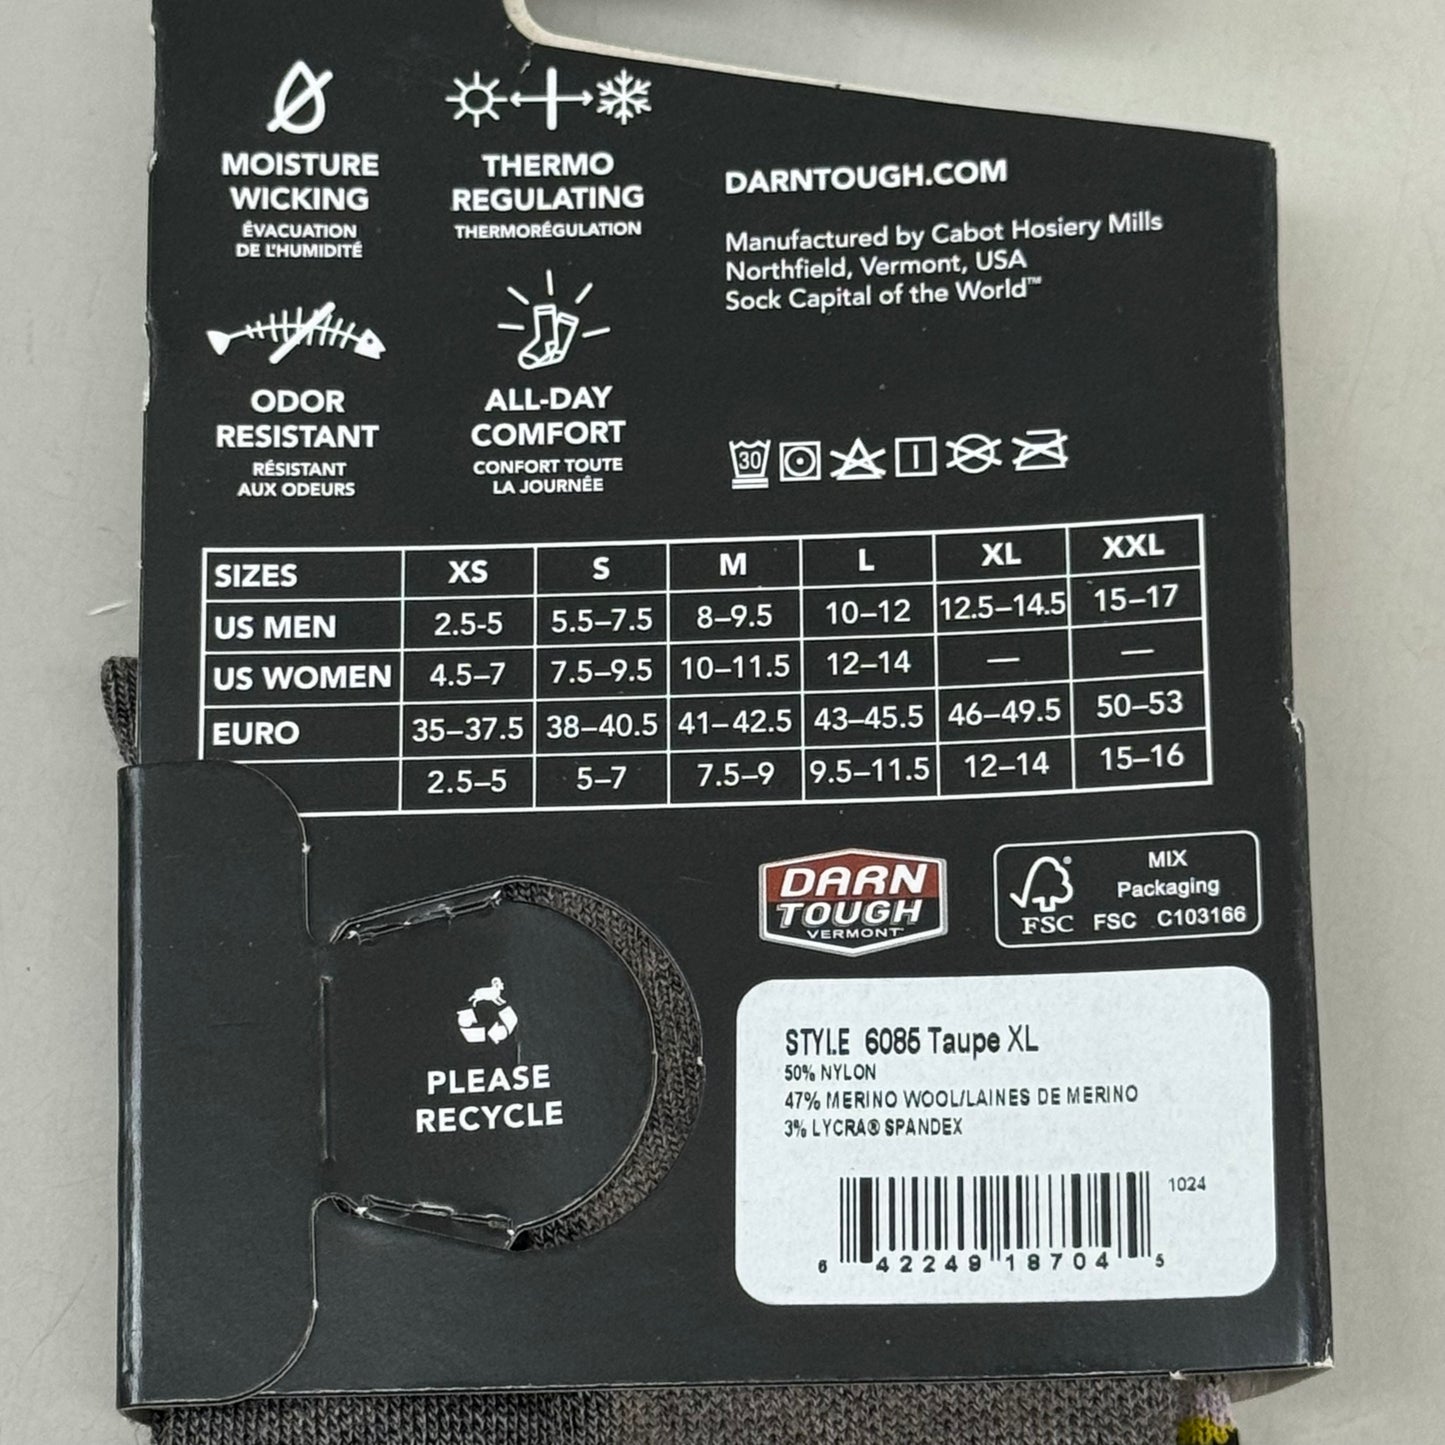 MOISTURE
WICKING
ÉVACUATION
DE L'HUMIDITÉ
THERMO
REGULATING
THERMORÉGULATION
ODOR
RESISTANT
RÉSISTANT
AUX ODEURS
ALL-DAY
COMFORT
CONFORT TOUTE
LA JOURNÉE
DARNTOUGH.COM
Manufactured by Cabot Hosiery Mills
Northfield, Vermont, USA
Sock Capital of the World™
30
SIZES XS S M L XL XXL
US MEN 2.5-5 5.5–7.5 8–9.5 10–12 12.5–14.5 15–17
US WOMEN 4.5–7 7.5–9.5 10–11.5 12–14 — —
EURO 35–37.5 38–40.5 41–42.5 43–45.5 46–49.5 50–53
2.5–5 5–7 7.5–9 9.5–11.5 12–14 15–16
PLEASE
RECYCLE
DARN
TOUGH
VERMONT
FSC
MIX
Packaging
FSC C103166
STYLE 6085 Taupe XL
50% NYLON
47% MERINO WOOL/LAINES DE MERINO
3% LYCRA® SPANDEX
1024
6 42249 18704 5